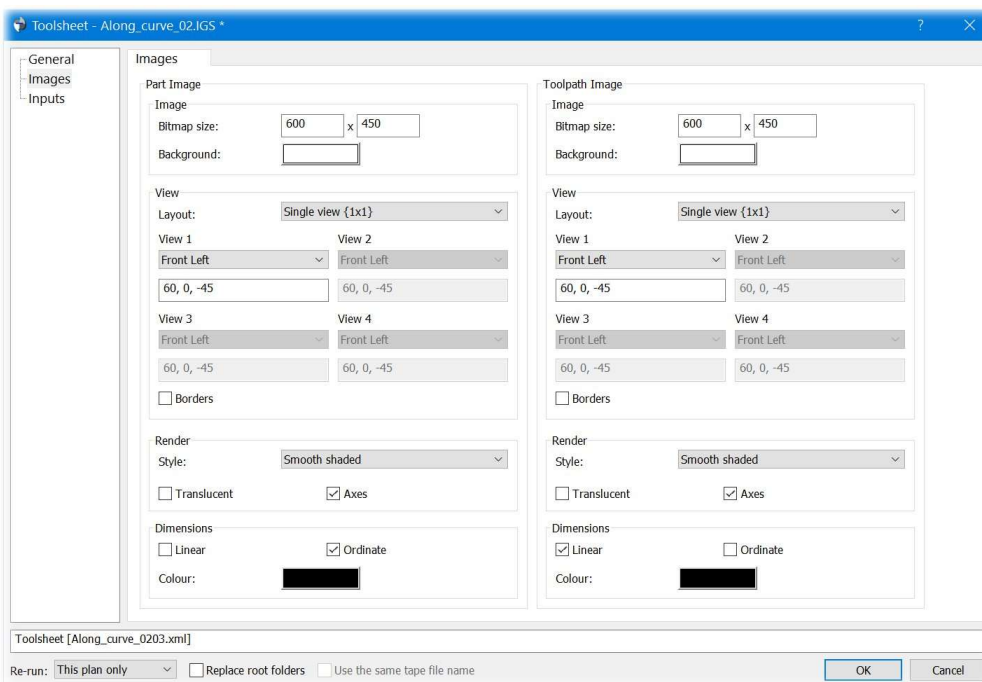 Toolsheet - Along_curve_02.IGS *
?
General
Images
Inputs
Images
Part Image
Image
Bitmap size:
600 x 450
Background:
View
Layout:
Single view {1x1}
View 1
View 2
Front Left
Front Left
60, 0, -45
60, 0, -45
View 3
View 4
Front Left
Front Left
60, 0, -45
60, 0, -45
Borders
Render
Style:
Smooth shaded
Translucent
Axes
Dimensions
Linear
Ordinate
Colour:
Toolpath Image
Image
Bitmap size:
600 x 450
Background:
View
Layout:
Single view {1x1}
View 1
View 2
Front Left
Front Left
60, 0, -45
60, 0, -45
View 3
View 4
Front Left
Front Left
60, 0, -45
60, 0, -45
Borders
Render
Style:
Smooth shaded
Translucent
Axes
Dimensions
Linear
Ordinate
Colour:
Toolsheet [Along_curve_0203.xml]
Re-run: This plan only
Replace root folders
Use the same tape file name
OK
Cancel